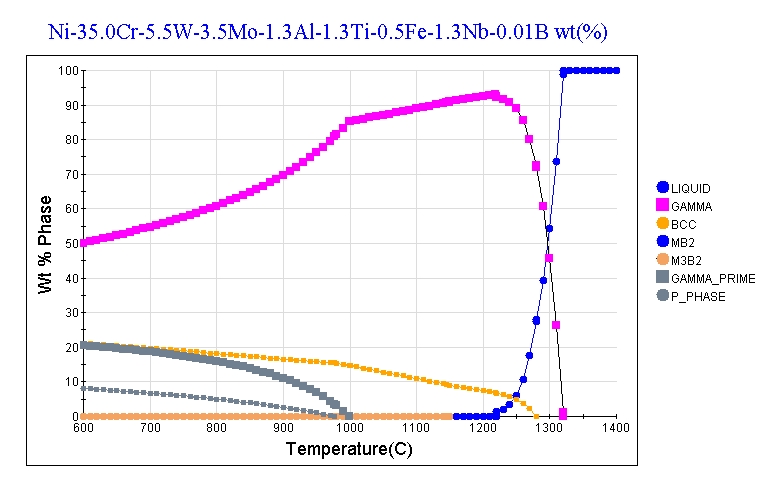 Ni-35.0Cr-5.5W-3.5Mo-1.3Al-1.3Ti-0.5Fe-1.3Nb-0.01B wt(%)
100
90
80
70
60
50
40
30
20
10
0
Wt % Phase
600 700 800 900 1000 1100 1200 1300 1400
Temperature(C)
LIQUID
GAMMA
BCC
MB2
M3B2
GAMMA_PRIME
P_PHASE